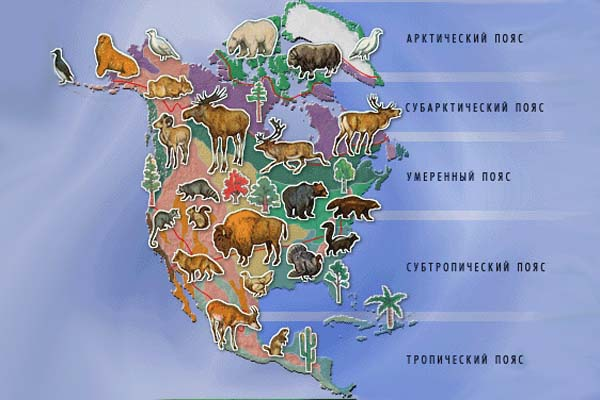 АРКТИЧЕСКИЙ ПОЯС
СУБАРКТИЧЕСКИЙ ПОЯС
УМЕРЕННЫЙ ПОЯС
СУБТРОПИЧЕСКИЙ ПОЯС
ТРОПИЧЕСКИЙ ПОЯС